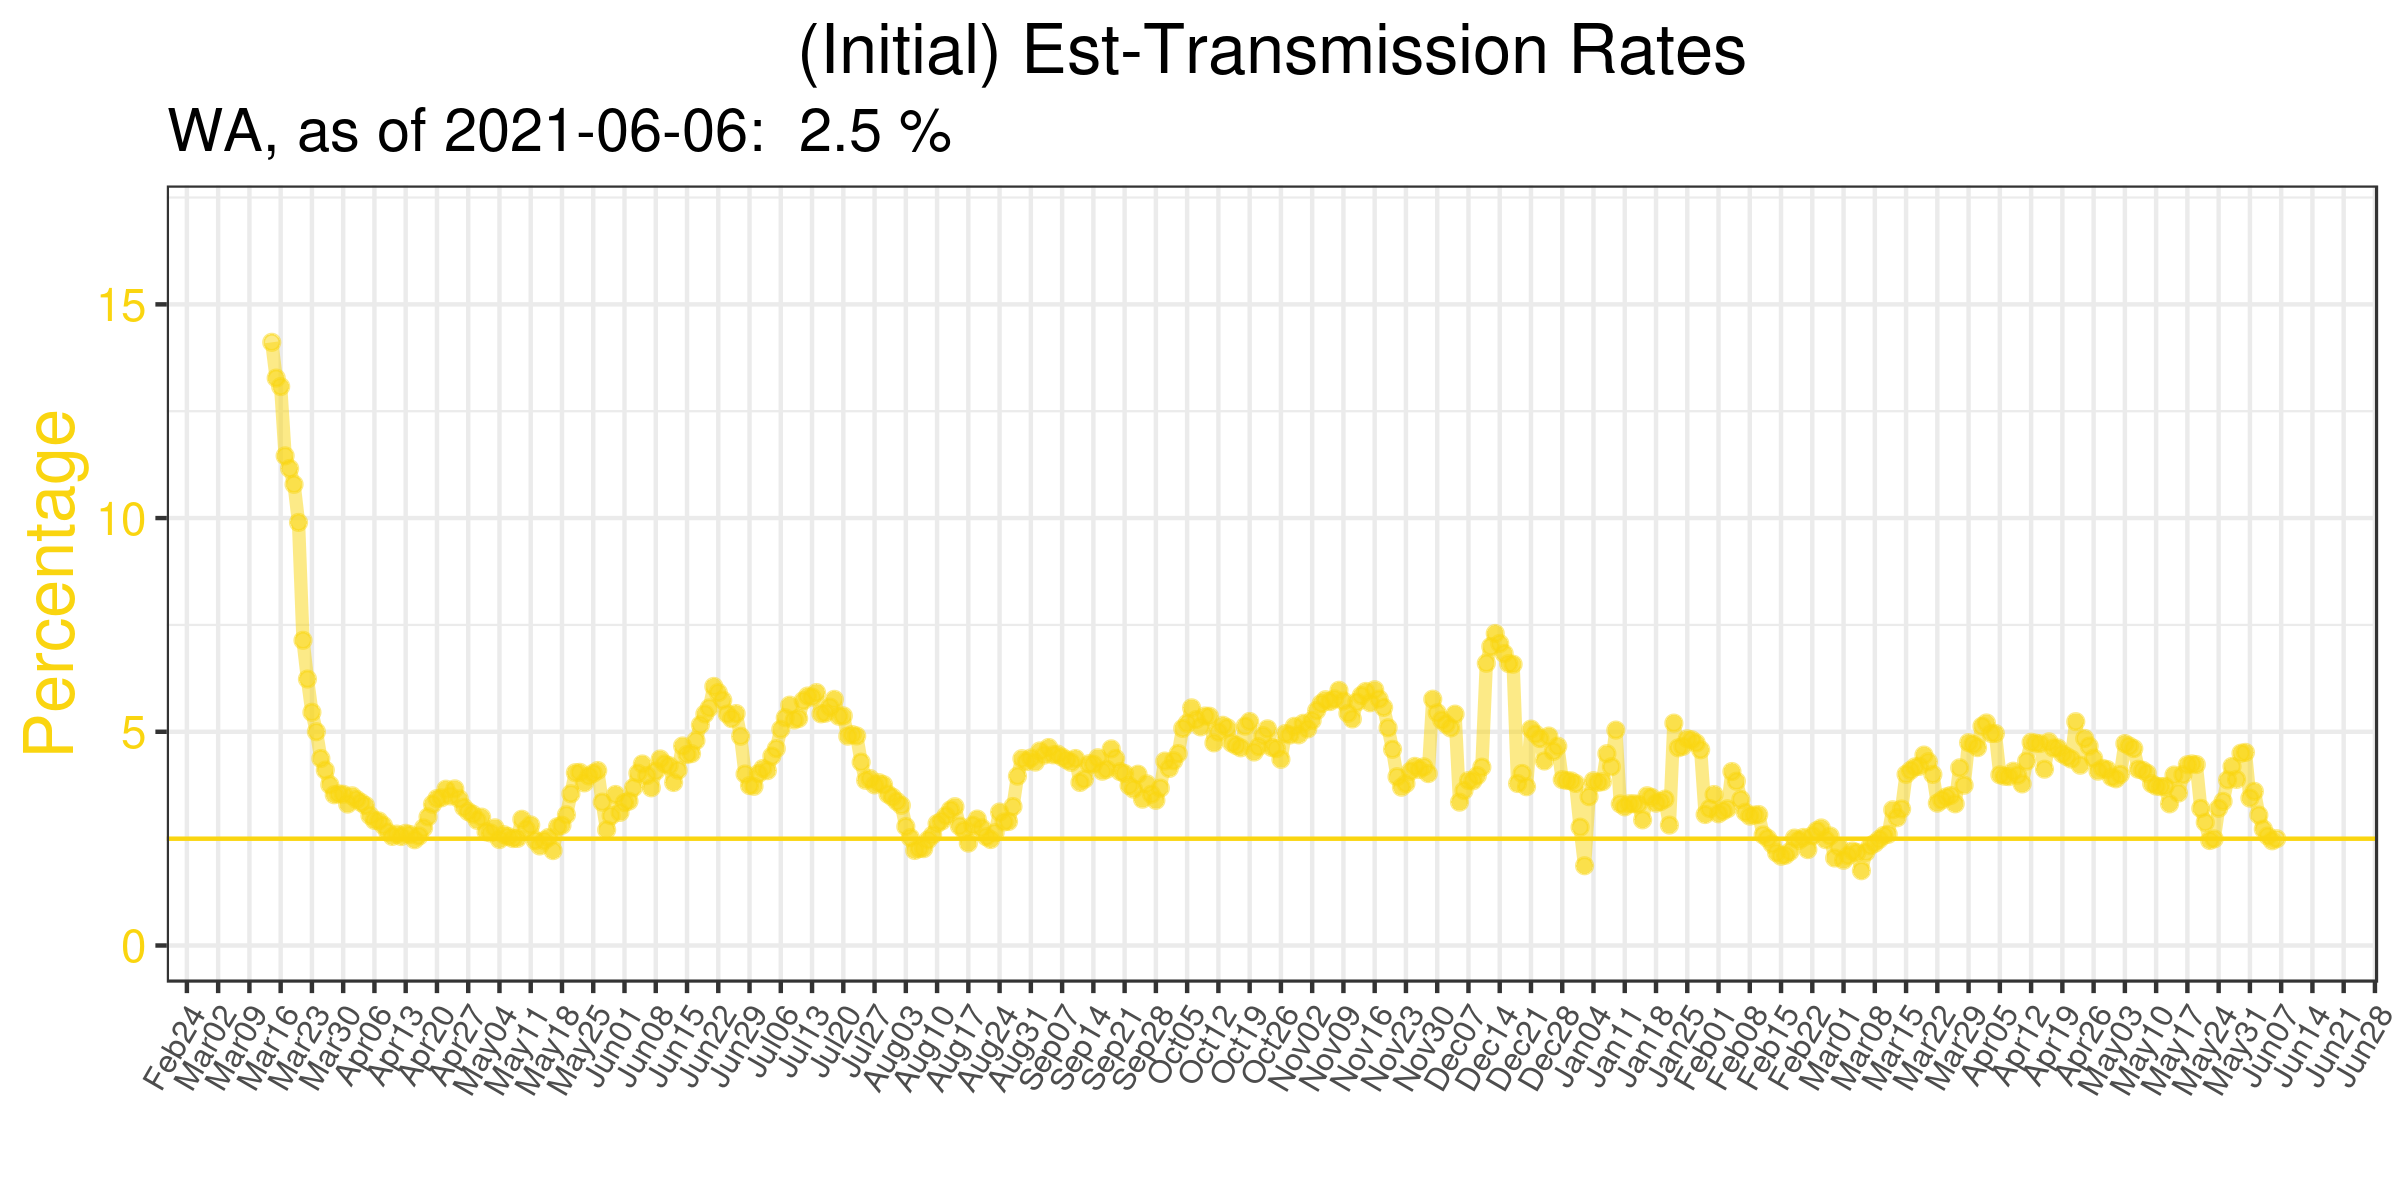 (Initial) Est-Transmission Rates
WA, as of 2021-06-06:  2.5 %
Percentage
15
10
5
0
Feb24 Mar02 Mar09 Mar16 Mar23 Mar30 Apr06 Apr13 Apr20 Apr27 May04 May11 May18 May25 Jun01 Jun08 Jun15 Jun22 Jun29 Jul06 Jul13 Jul20 Jul27 Aug03 Aug10 Aug17 Aug24 Aug31 Sep07 Sep14 Sep21 Sep28 Oct05 Oct12 Oct19 Oct26 Nov02 Nov09 Nov16 Nov23 Nov30 Dec07 Dec14 Dec21 Dec28 Jan04 Jan11 Jan18 Jan25 Feb01 Feb08 Feb15 Feb22 Mar01 Mar08 Mar15 Mar22 Mar29 Apr05 Apr12 Apr19 Apr26 May03 May10 May17 May24 May31 Jun07 Jun14 Jun21 Jun28